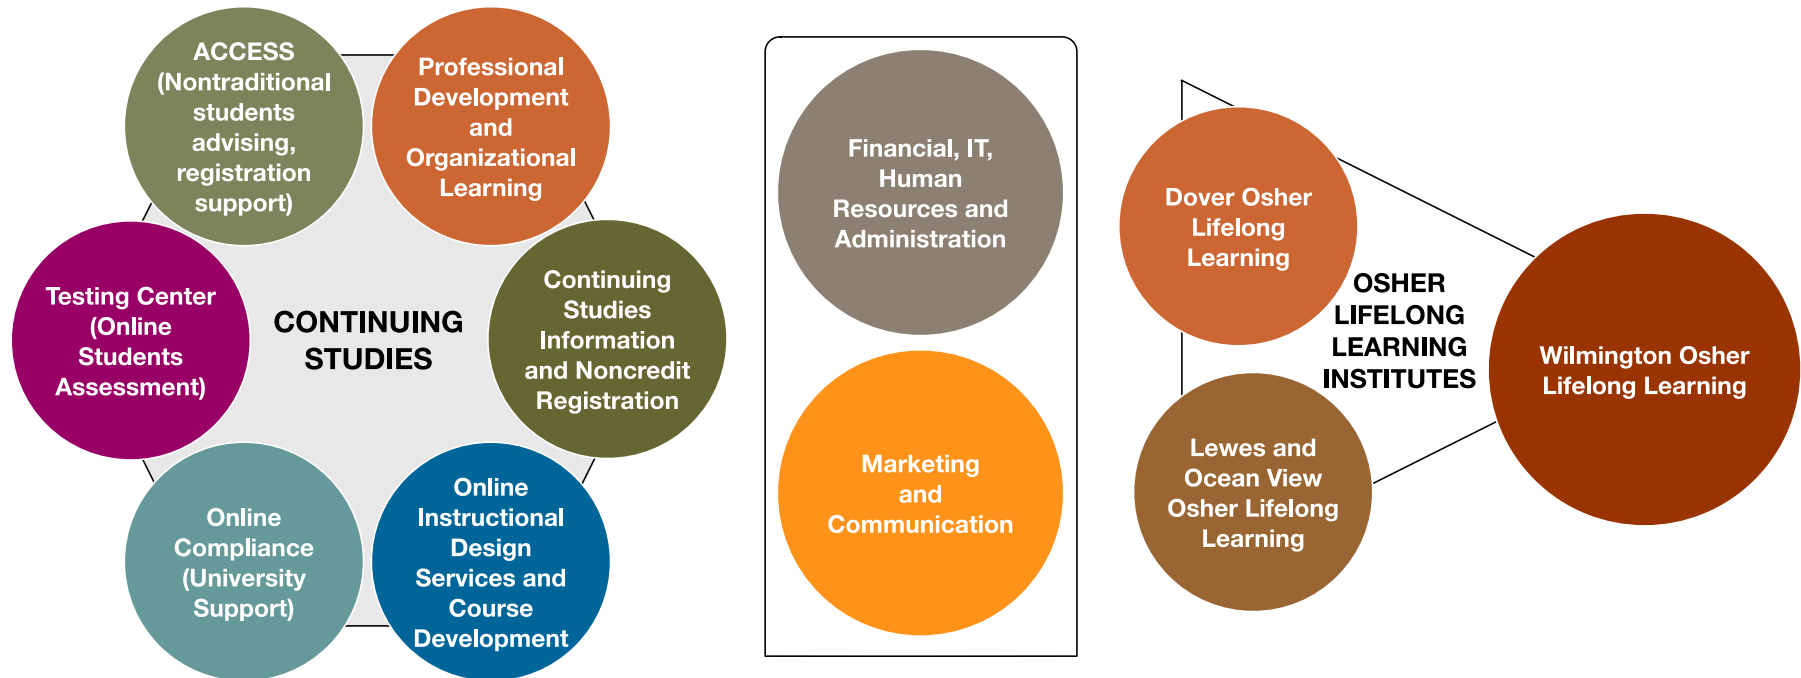 ACCESS
(Nontraditional
students
advising,
registration
support)
Professional
Development
and
Organizational
Learning
Testing Center
(Online
Students
Assessment)
CONTINUING
STUDIES
Continuing
Studies
Information
and Noncredit
Registration
Online
Compliance
(University
Support)
Online
Instructional
Design
Services and
Course
Development
Financial, IT,
Human
Resources and
Administration
Marketing
and
Communication
Dover Osher
Lifelong
Learning
OSHER
LIFELONG
LEARNING
INSTITUTES
Wilmington Osher
Lifelong Learning
Lewes and
Ocean View
Osher Lifelong
Learning